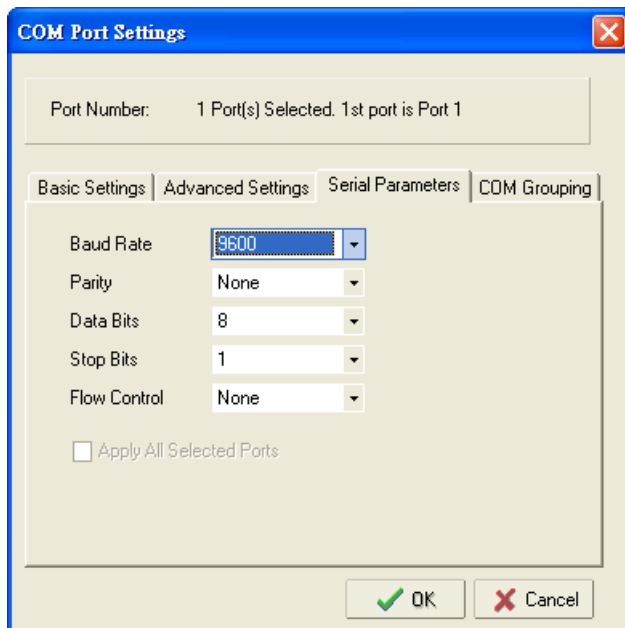 COM Port Settings
Port Number: 1 Port(s) Selected. 1st port is Port 1
Basic Settings Advanced Settings Serial Parameters COM Grouping
Baud Rate 9600
Parity None
Data Bits 8
Stop Bits 1
Flow Control None
Apply All Selected Ports
OK Cancel